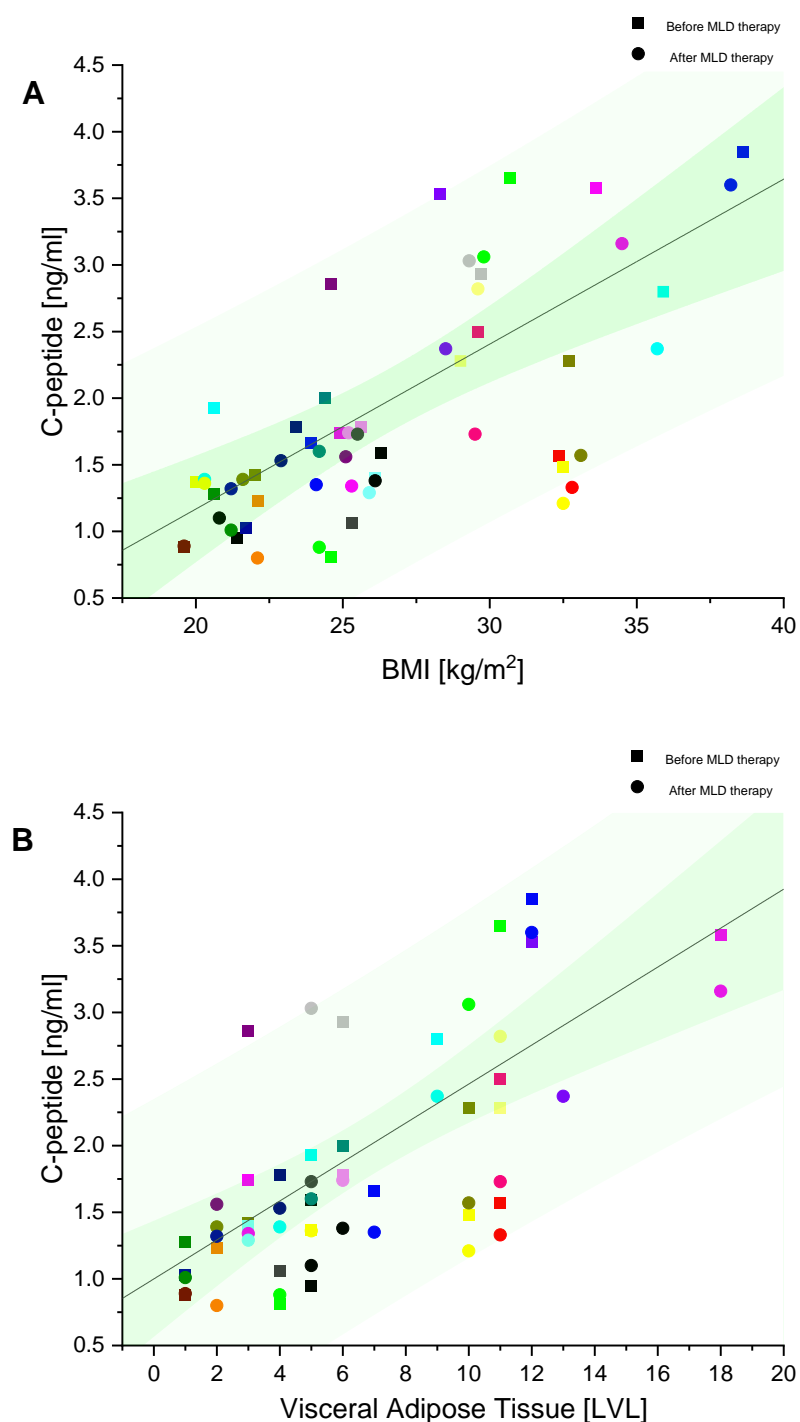 Before MLD therapy
After MLD therapy
A
4.5
4.0
3.5
3.0
2.5
2.0
1.5
1.0
0.5
C-peptide [ng/ml]
20 25 30 35 40
BMI [kg/m²]
Before MLD therapy
After MLD therapy
B
4.5
4.0
3.5
3.0
2.5
2.0
1.5
1.0
0.5
C-peptide [ng/ml]
0 2 4 6 8 10 12 14 16 18 20
Visceral Adipose Tissue [LVL]